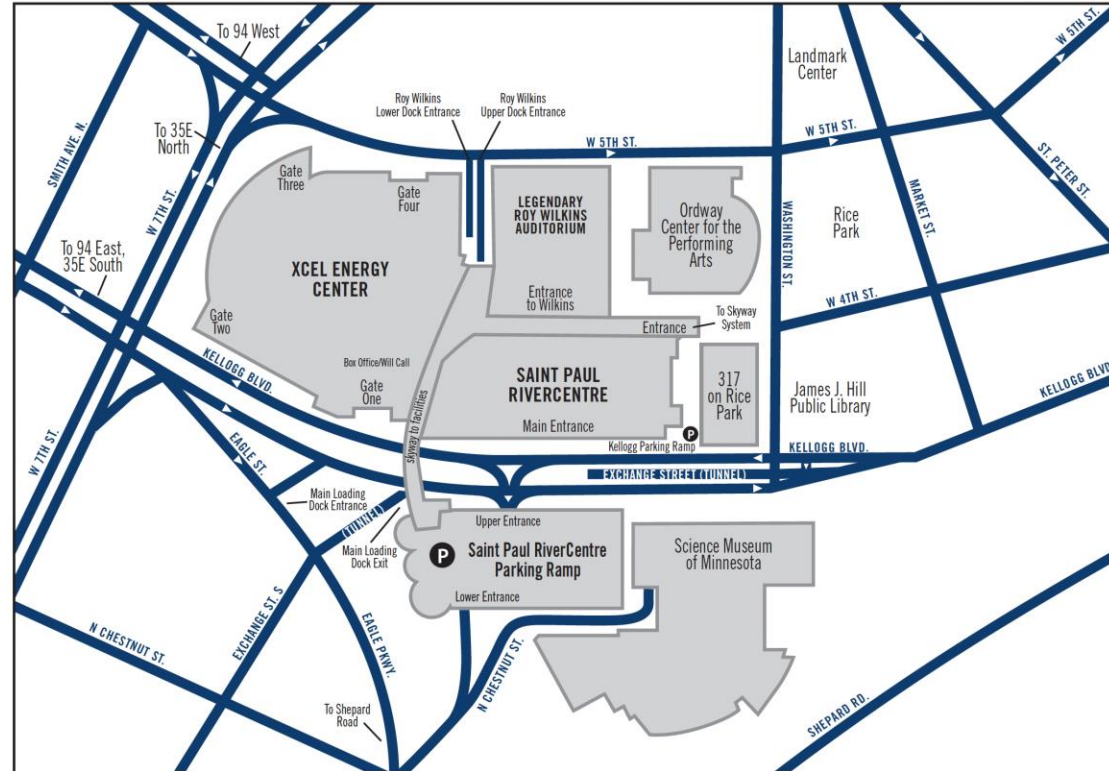 To 94 West
To 35E
North
SMITH AVE. N.
W 7TH ST.
To 94 East,
35E South
Roy Wilkins
Lower Dock Entrance
Roy Wilkins
Upper Dock Entrance
W 5TH ST.
W 5TH ST.
W 5TH ST.
Landmark
Center
ST. PETER ST.
MARKET ST.
WASHINGTON ST.
Rice
Park
W 4TH ST.
Gate
Three
Gate
Four
LEGENDARY
ROY WILKINS
AUDITORIUM
Ordway
Center for the
Performing
Arts
XCEL ENERGY
CENTER
Entrance
to Wilkins
Gate
Two
To Skyway
System
Entrance
Box Office/Will Call
Gate
One
SAINT PAUL
RIVERCENTRE
Main Entrance
317
on Rice
Park
James J. Hill
Public Library
KELLOGG BLVD.
KELLOGG BLVD.
KELLOGG BLVD.
P
Kellogg Parking Ramp
EXCHANGE STREET (TUNNEL)
skyway to facilities
W 7TH ST.
EAGLE ST.
Main Loading
Dock Entrance
(TUNNEL)
Main Loading
Dock Exit
Upper Entrance
P
Saint Paul RiverCentre
Parking Ramp
Lower Entrance
Science Museum
of Minnesota
N CHESTNUT ST.
EXCHANGE ST. S
EAGLE PKWY.
To Shepard
Road
N CHESTNUT ST.
SHEPARD RD.